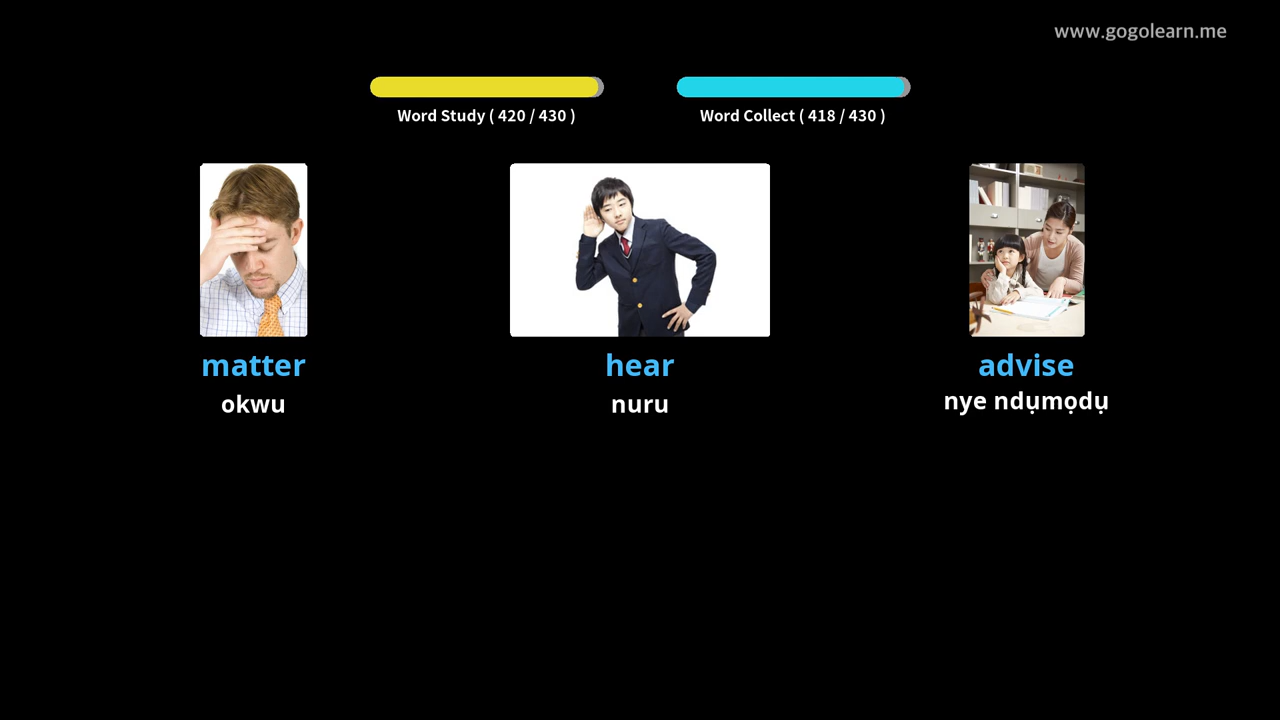 www.gogolearn.me
Word Study ( 420 / 430 )
Word Collect ( 418 / 430 )
matter
hear
advise
okwu
nuru
nye ndụmọdụ